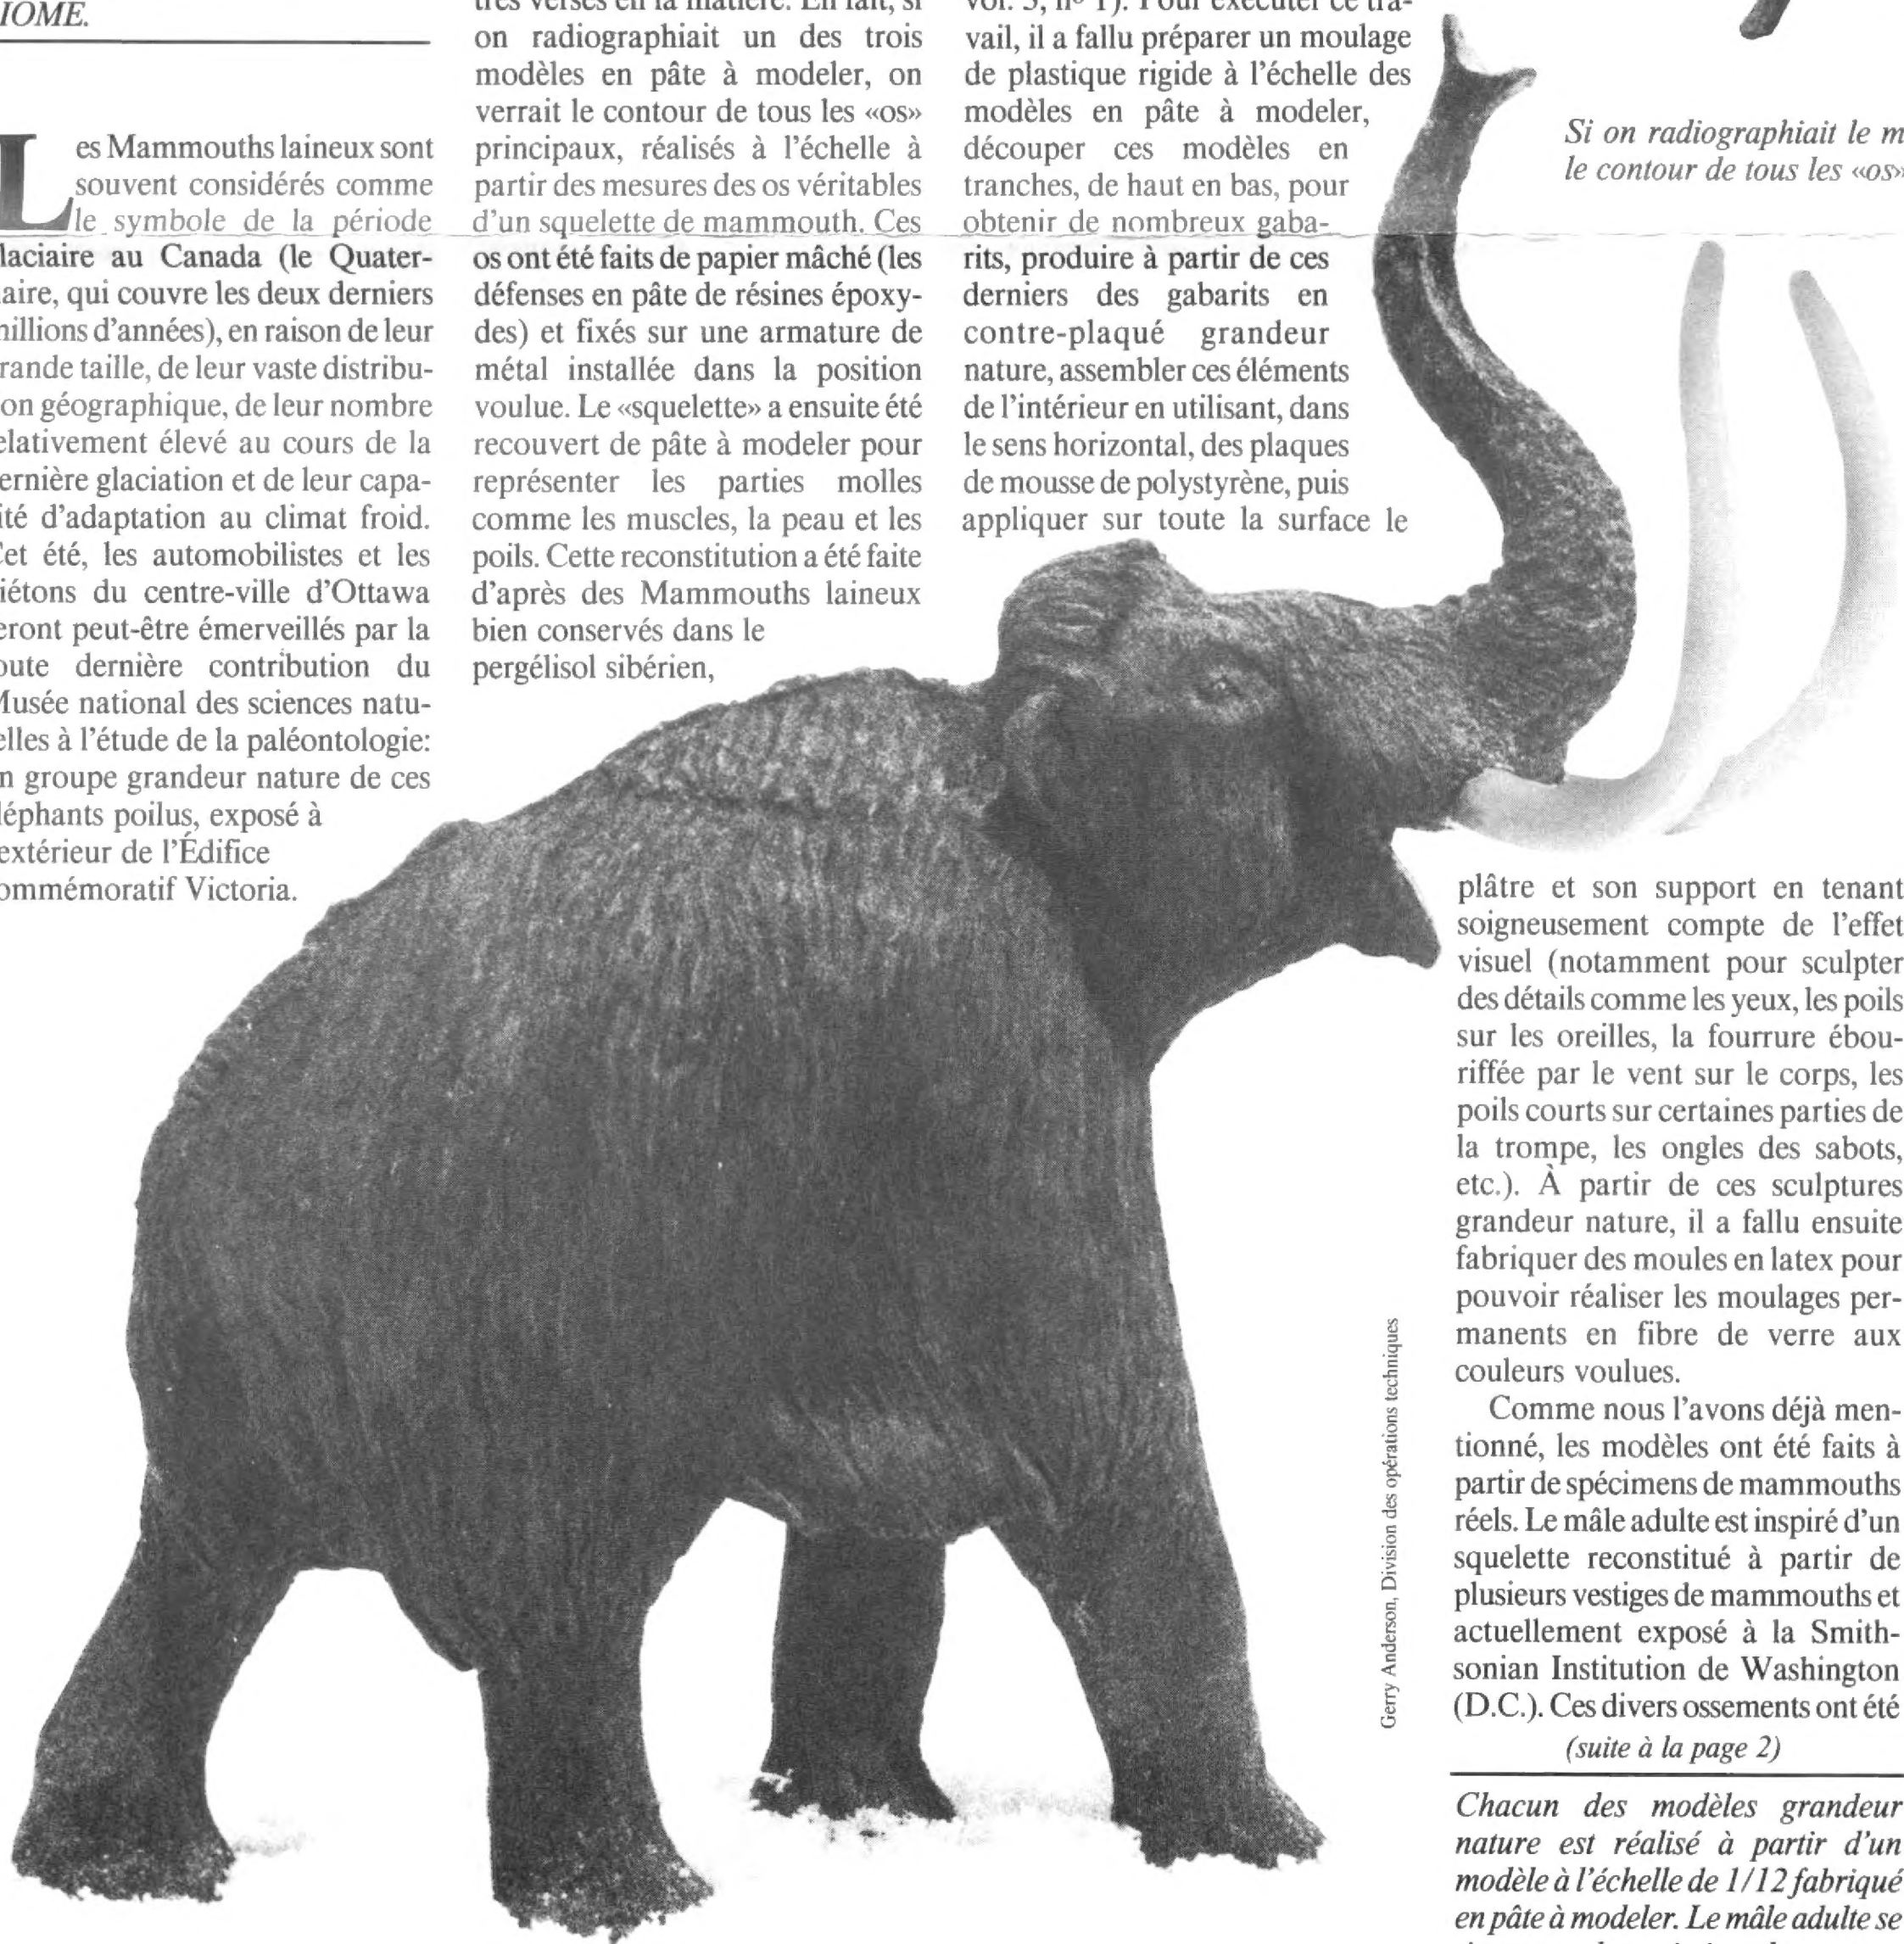 IOME.
Les Mammouths laineux sont
souvent considérés comme
le symbole de la période
laciaire au Canada (le Quater-
aire, qui couvre les deux derniers
illions d'années), en raison de leur
rande taille, de leur vaste distribu-
on géographique, de leur nombre
elativement élevé au cours de la
ernière glaciation et de leur capa-
ité d'adaptation au climat froid.
et été, les automobilistes et les
iétons du centre-ville d'Ottawa
eront peut-être émerveillés par la
oute dernière contribution du
Musée national des sciences natu-
elles à l'étude de la paléontologie:
n groupe grandeur nature de ces
léphants poilus, exposé à
extérieur de l'Édifice
ommémoratif Victoria.
très versés en la matière. En fait, si
on radiographiait un des trois
modèles en pâte à modeler, on
verrait le contour de tous les «os»
principaux, réalisés à l'échelle à
partir des mesures des os véritables
d'un squelette de mammouth. Ces
os ont été faits de papier mâché (les
défenses en pâte de résines époxy-
des) et fixés sur une armature de
métal installée dans la position
voulue. Le «squelette» a ensuite été
recouvert de pâte à modeler pour
représenter les parties molles
comme les muscles, la peau et les
poils. Cette reconstitution a été faite
d'après des Mammouths laineux
bien conservés dans le
pergélisol sibérien,
vol. 3, nº 1). Pour exécuter ce tra-
vail, il a fallu préparer un moulage
de plastique rigide à l'échelle des
modèles en pâte à modeler,
découper ces modèles en
tranches, de haut en bas, pour
obtenir de nombreux gaba-
rits, produire à partir de ces
derniers des gabarits en
contre-plaqué grandeur
nature, assembler ces éléments
de l'intérieur en utilisant, dans
le sens horizontal, des plaques
de mousse de polystyrène, puis
appliquer sur toute la surface le
Si on radiographiait le m
le contour de tous les «os»
plâtre et son support en tenant
soigneusement compte de l'effet
visuel (notamment pour sculpter
des détails comme les yeux, les poils
sur les oreilles, la fourrure ébou-
riffée par le vent sur le corps, les
poils courts sur certaines parties de
la trompe, les ongles des sabots,
etc.). À partir de ces sculptures
grandeur nature, il a fallu ensuite
fabriquer des moules en latex pour
pouvoir réaliser les moulages per-
manents en fibre de verre aux
couleurs voulues.
Comme nous l'avons déjà men-
tionné, les modèles ont été faits à
partir de spécimens de mammouths
réels. Le mâle adulte est inspiré d'un
squelette reconstitué à partir de
plusieurs vestiges de mammouths et
actuellement exposé à la Smith-
sonian Institution de Washington
(D.C.). Ces divers ossements ont été
(suite à la page 2)
Gerry Anderson, Division des opérations techniques
Chacun des modèles grandeur
nature est réalisé à partir d'un
modèle à l'échelle de 1/12 fabriqué
en pâte à modeler. Le mâle adulte se